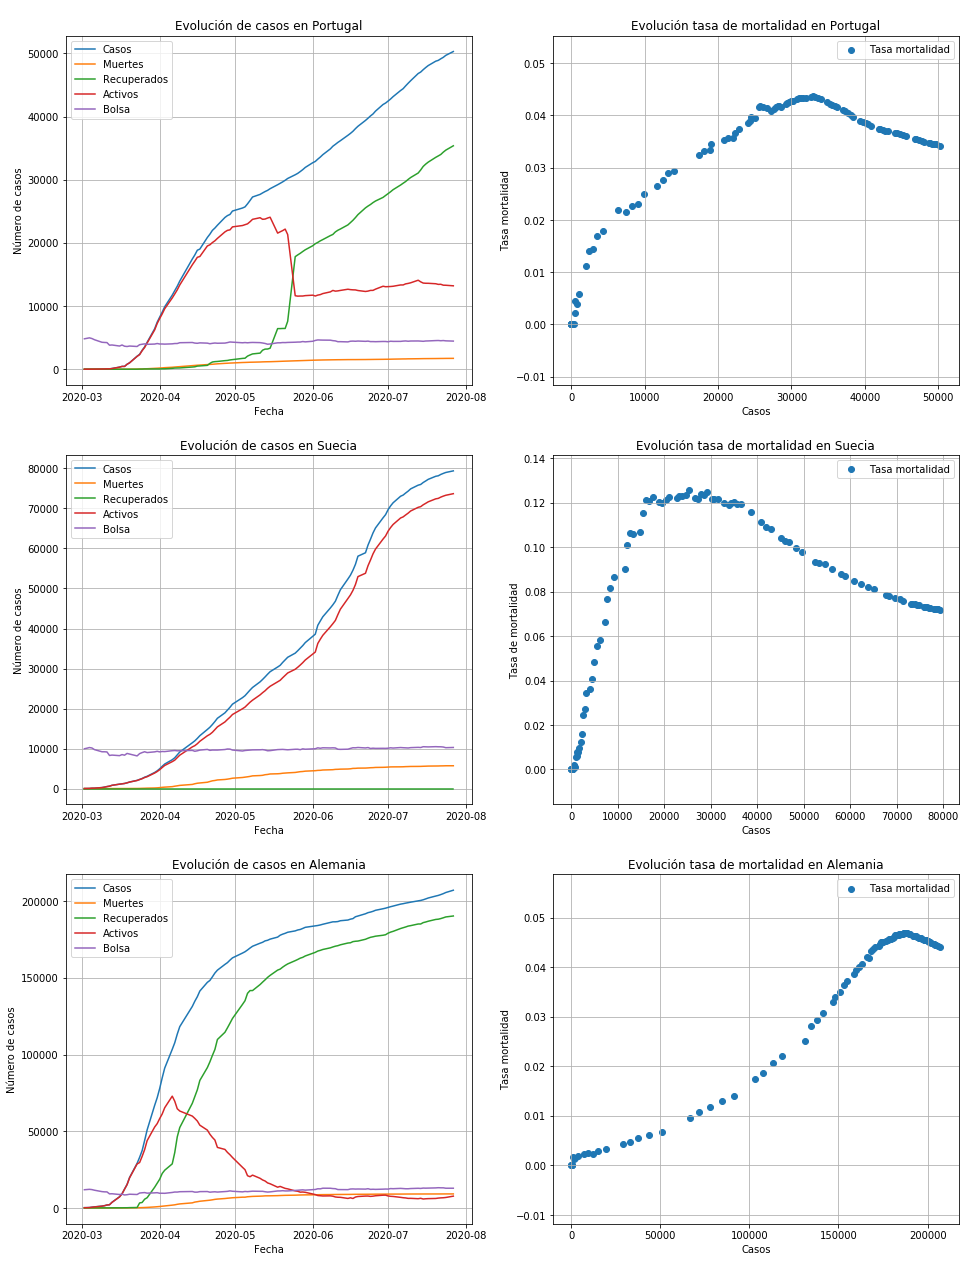 Evolución de casos en Portugal
Casos
Muertes
Recuperados
Activos
Bolsa
50000
40000
30000
20000
10000
0
Número de casos
2020-03 2020-04 2020-05 2020-06 2020-07 2020-08
Fecha
Evolución tasa de mortalidad en Portugal
Tasa mortalidad
0.05
0.04
0.03
0.02
0.01
0.00
−0.01
Tasa mortalidad
0 10000 20000 30000 40000 50000
Casos
Evolución de casos en Suecia
Casos
Muertes
Recuperados
Activos
Bolsa
80000
70000
60000
50000
40000
30000
20000
10000
0
Número de casos
2020-03 2020-04 2020-05 2020-06 2020-07 2020-08
Fecha
Evolución tasa de mortalidad en Suecia
Tasa mortalidad
0.14
0.12
0.10
0.08
0.06
0.04
0.02
0.00
Tasa de mortalidad
0 10000 20000 30000 40000 50000 60000 70000 80000
Casos
Evolución de casos en Alemania
Casos
Muertes
Recuperados
Activos
Bolsa
200000
150000
100000
50000
0
Número de casos
2020-03 2020-04 2020-05 2020-06 2020-07 2020-08
Fecha
Evolución tasa de mortalidad en Alemania
Tasa mortalidad
0.05
0.04
0.03
0.02
0.01
0.00
−0.01
Tasa mortalidad
0 50000 100000 150000 200000
Casos